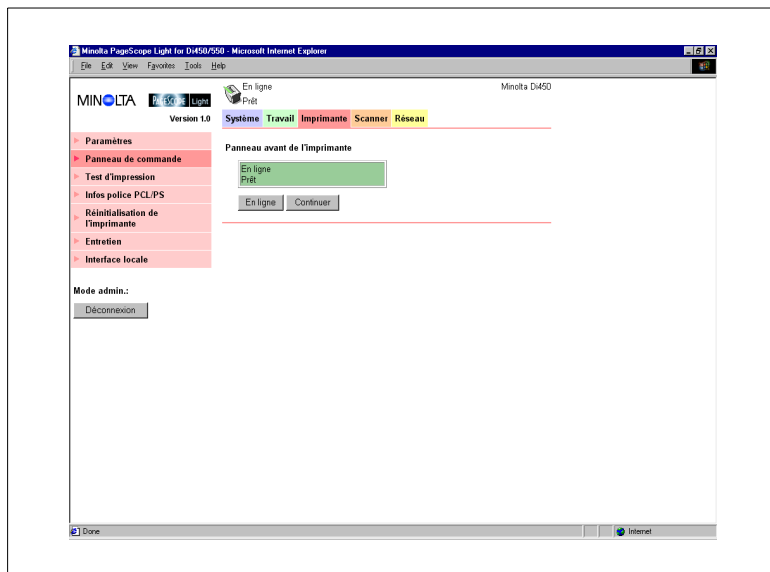 Minolta PageScope Light for Di450/550 - Microsoft Internet Explorer
File Edit View Favorites Tools Help
MINOLTA PAGESCOPE Light
Version 1.0
En ligne
Prêt
Minolta Di450
Système Travail Imprimante Scanner Réseau
Paramètres
Panneau de commande
Test d'impression
Infos police PCL/PS
Réinitialisation de
l'imprimante
Entretien
Interface locale
Mode admin.:
Déconnexion
Panneau avant de l'imprimante
En ligne
Prêt
En ligne Continuer
Done Internet